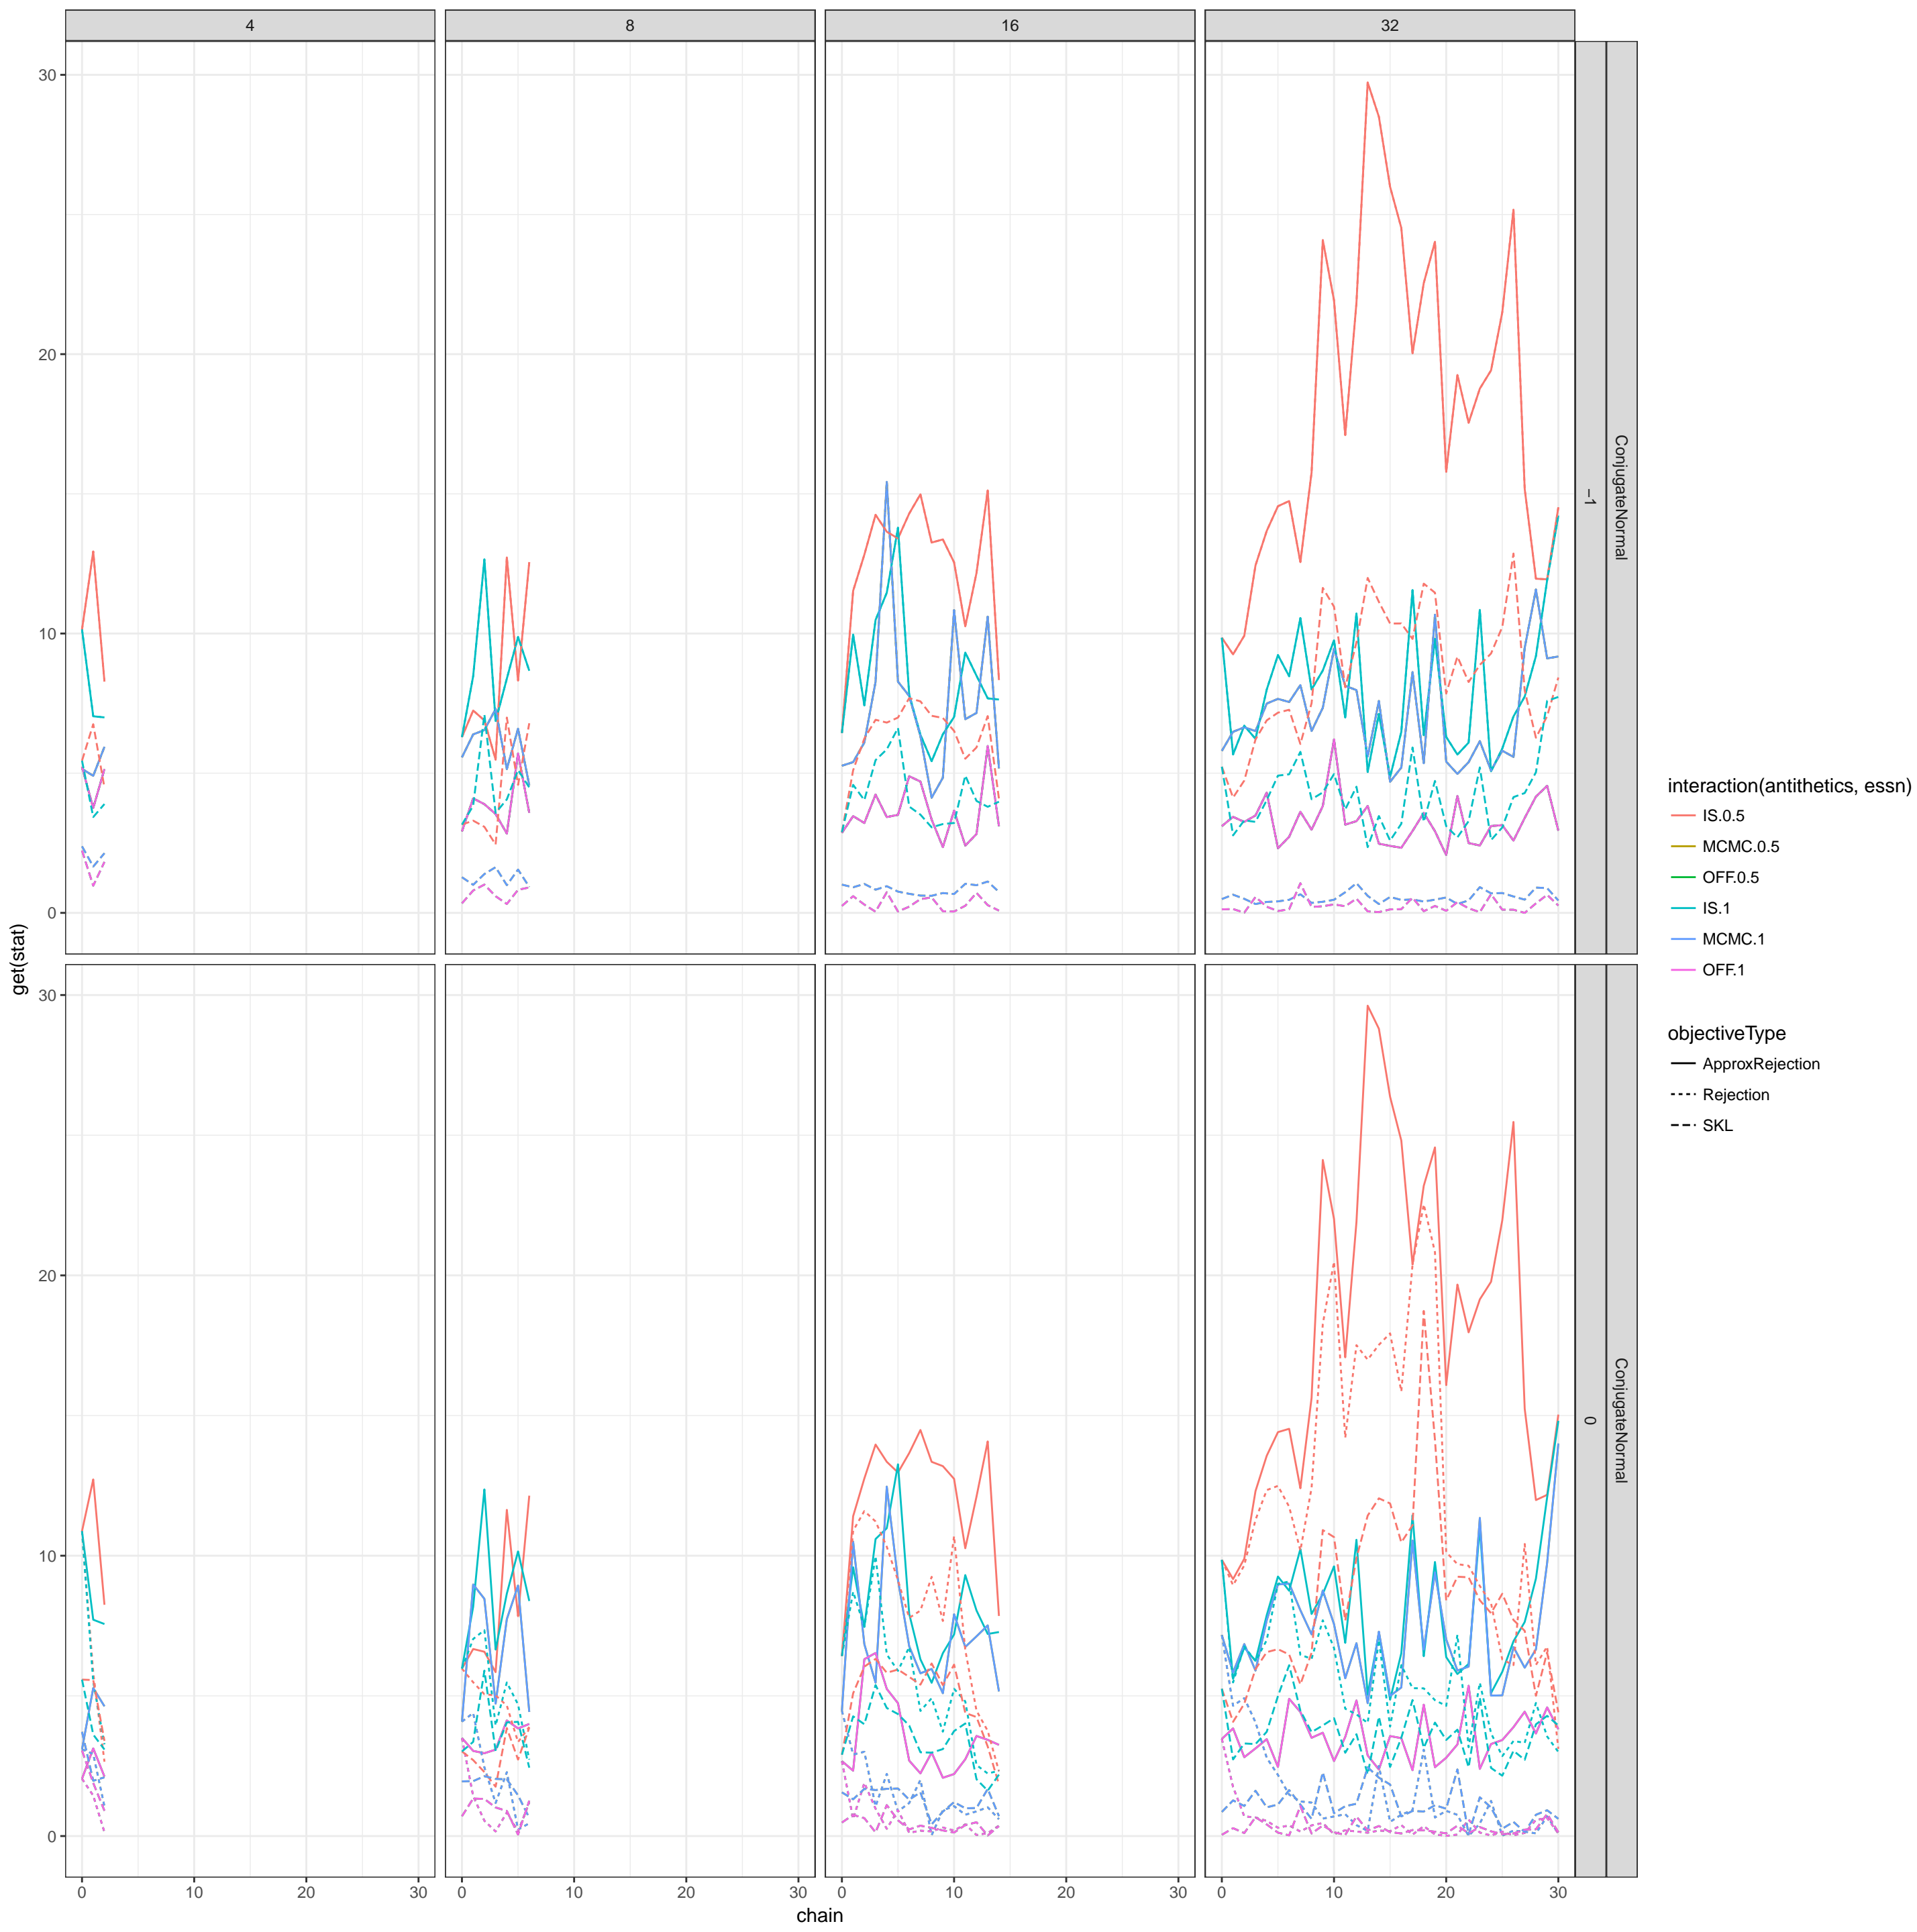 4 8 16 32
30
20
10
0
−1
ConjugateNormal
30
20
10
0
0
ConjugateNormal
0 10 20 30 0 10 20 30 0 10 20 30 0 10 20 30
chain
get(stat)
interaction(antithetics, essn)
IS.0.5
MCMC.0.5
OFF.0.5
IS.1
MCMC.1
OFF.1
objectiveType
ApproxRejection
Rejection
SKL